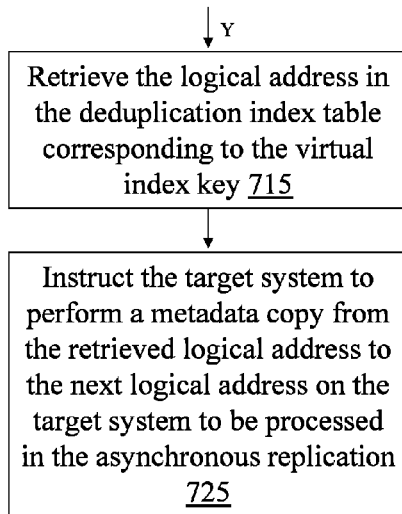 Y
Retrieve the logical address in
the deduplication index table
corresponding to the virtual
index key 715
Instruct the target system to
perform a metadata copy from
the retrieved logical address to
the next logical address on the
target system to be processed
in the asynchronous replication
725